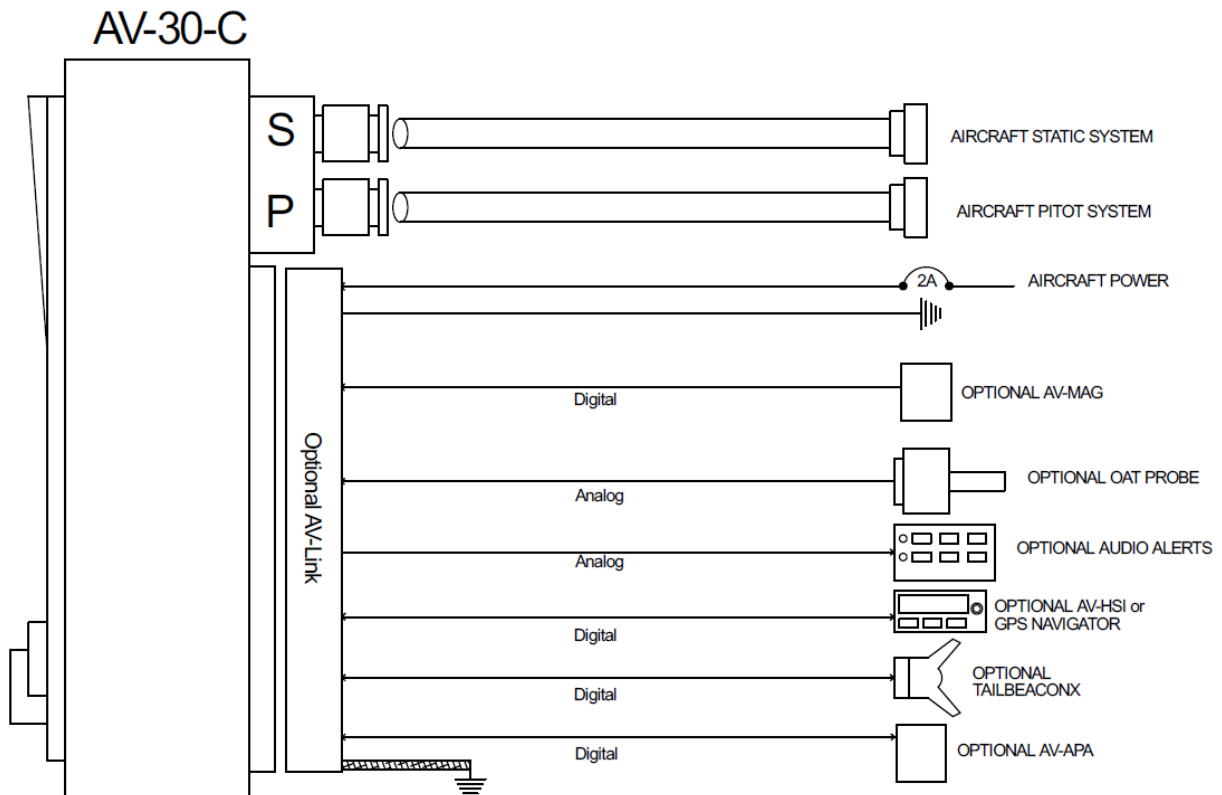 AV-30-C
S
AIRCRAFT STATIC SYSTEM
P
AIRCRAFT PITOT SYSTEM
2A
AIRCRAFT POWER
Optional AV-Link
Digital
OPTIONAL AV-MAG
Analog
OPTIONAL OAT PROBE
Analog
OPTIONAL AUDIO ALERTS
Digital
OPTIONAL AV-HSI or
GPS NAVIGATOR
Digital
OPTIONAL
TAILBEACONX
Digital
OPTIONAL AV-APA